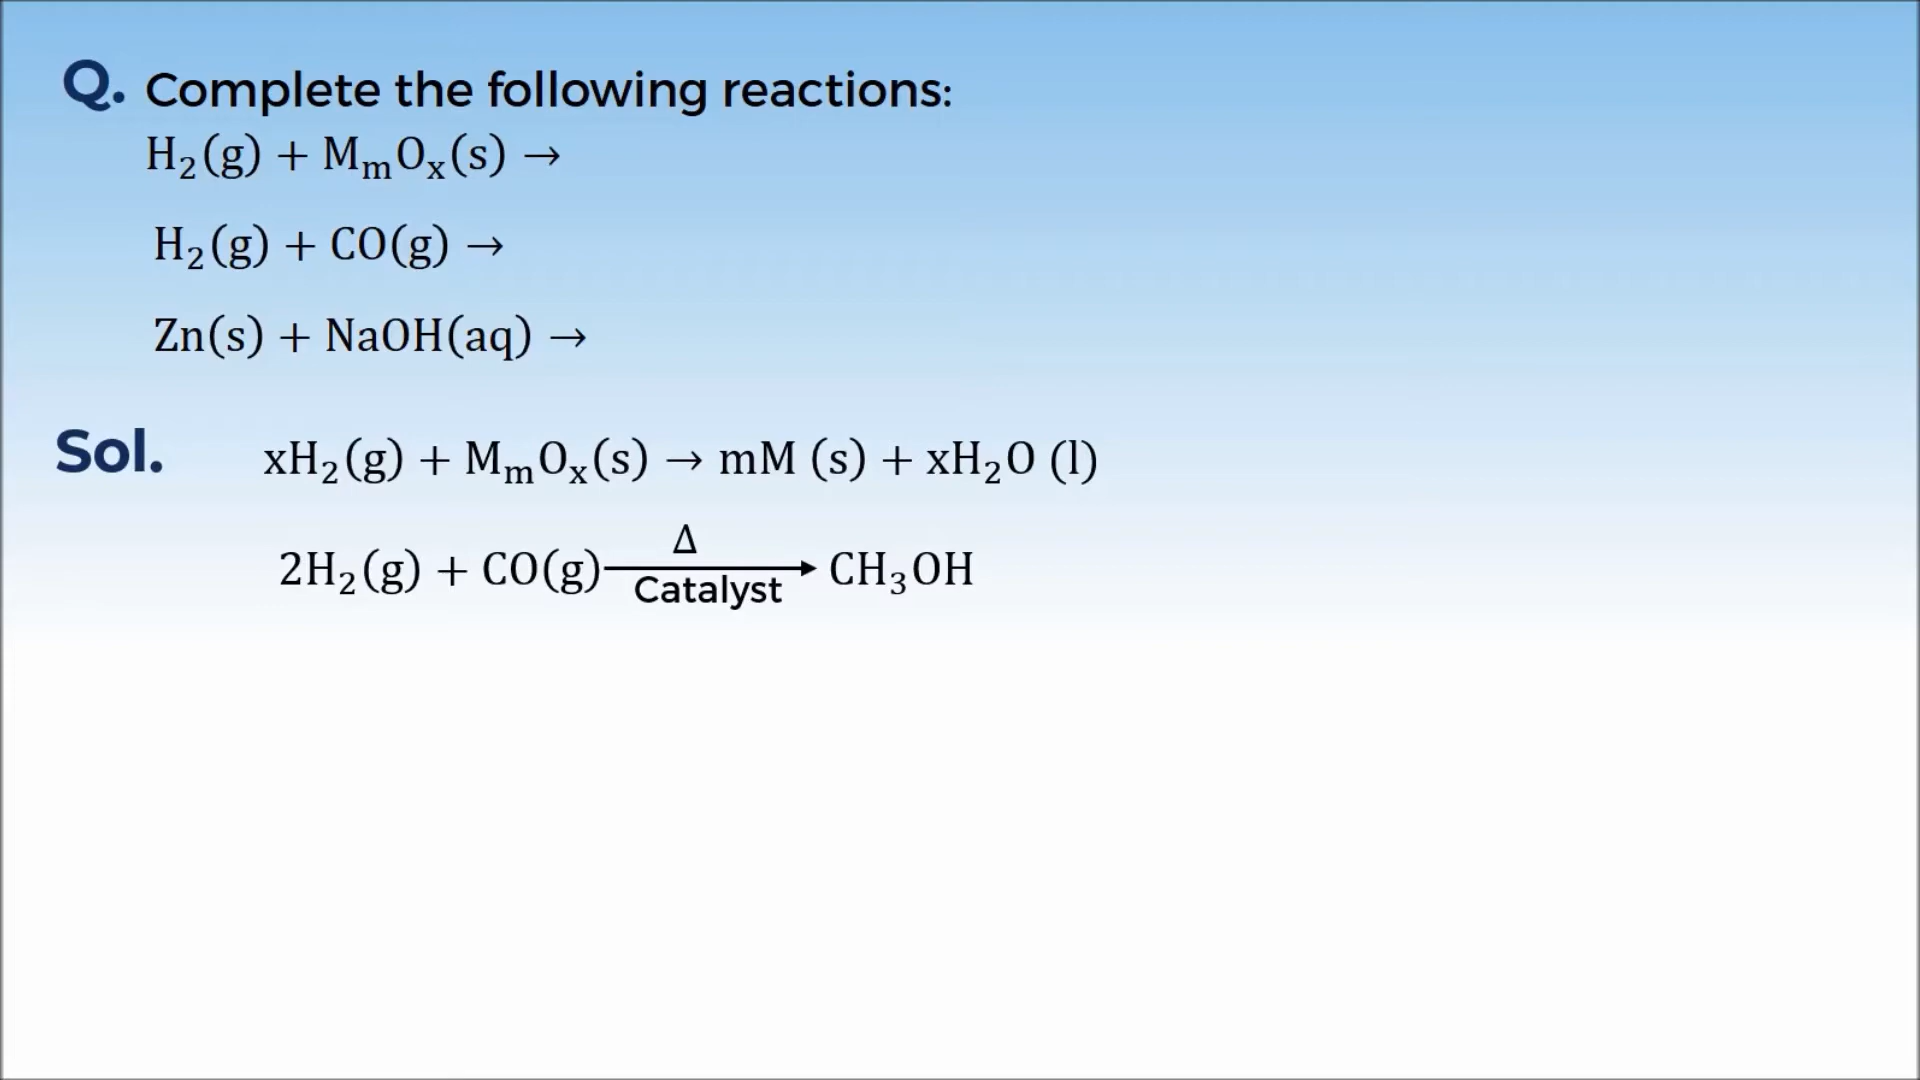 Q. Complete the following reactions:
H₂(g) + MₘOₓ(s) →
H₂(g) + CO(g) →
Zn(s) + NaOH(aq) →
Sol. xH₂(g) + MₘOₓ(s) → mM (s) + xH₂O (l)
Δ
2H₂(g) + CO(g) → CH₃OH
Catalyst